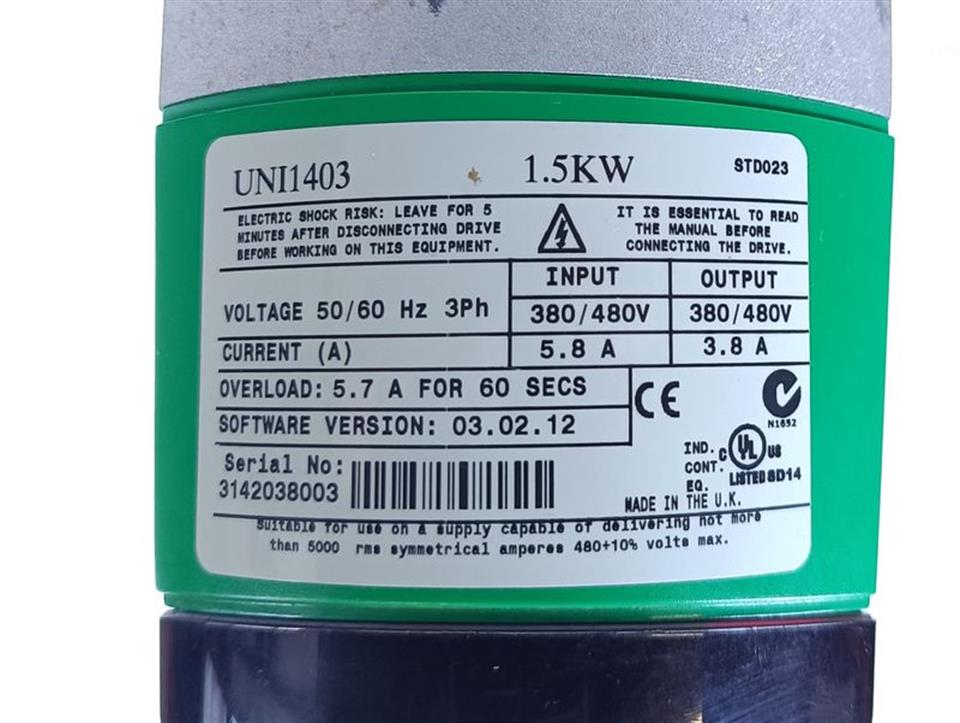 UNI1403 1.5KW STD023
ELECTRIC SHOCK RISK: LEAVE FOR 5
MINUTES AFTER DISCONNECTING DRIVE
BEFORE WORKING ON THIS EQUIPMENT.
IT IS ESSENTIAL TO READ
THE MANUAL BEFORE
CONNECTING THE DRIVE.
INPUT OUTPUT
VOLTAGE 50/60 Hz 3Ph 380/480V 380/480V
CURRENT (A) 5.8 A 3.8 A
OVERLOAD: 5.7 A FOR 60 SECS
SOFTWARE VERSION: 03.02.12
CE
N1652
Serial No:
3142038003
IND.
CONT.
EQ.
C UL US
LISTED 8D14
MADE IN THE U.K.
Suitable for use on a supply capable of delivering not more
than 5000 rms symmetrical amperes 480+10% volts max.